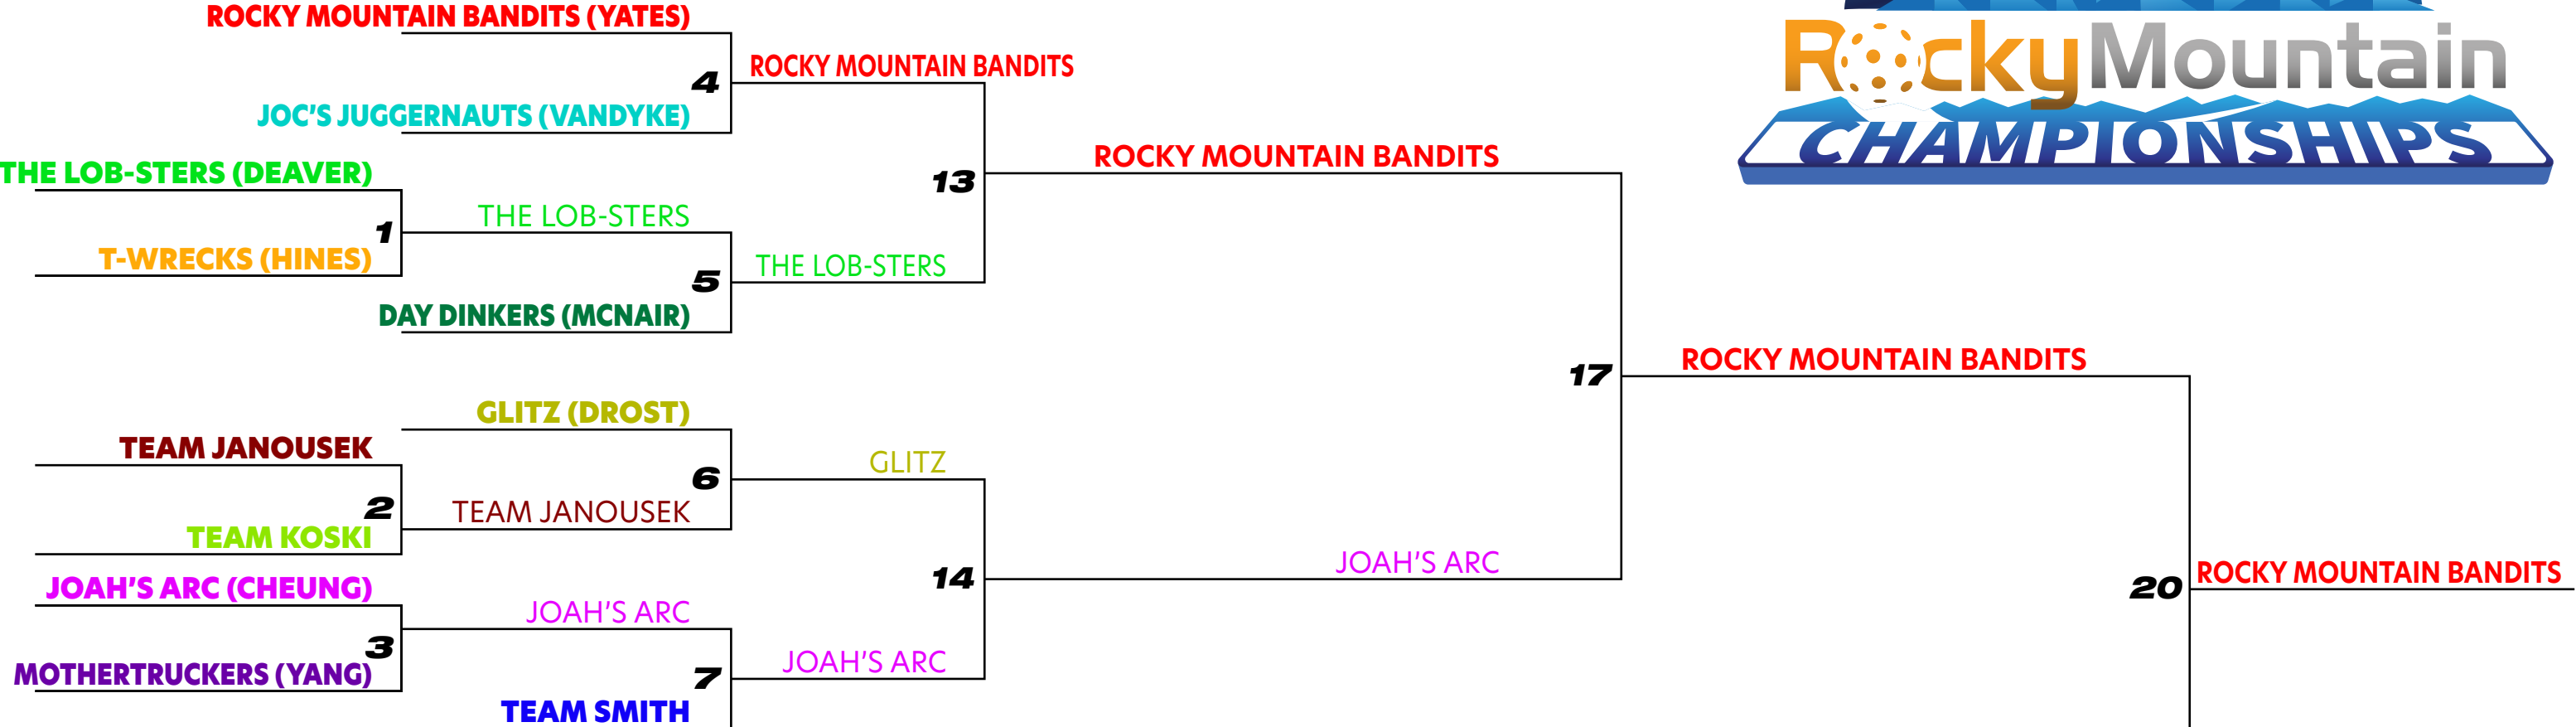 ROCKY MOUNTAIN BANDITS (YATES)
4
ROCKY MOUNTAIN BANDITS
JOC'S JUGGERNAUTS (VANDYKE)
RockyMountain
CHAMPIONSHIPS
THE LOB-STERS (DEAVER)
1
T-WRECKS (HINES)
THE LOB-STERS
5
DAY DINKERS (MCNAIR)
THE LOB-STERS
13
ROCKY MOUNTAIN BANDITS
GLITZ (DROST)
TEAM JANOUSEK
2
TEAM KOSKI
6
TEAM JANOUSEK
GLITZ
JOAH'S ARC (CHEUNG)
3
MOTHERTRUCKERS (YANG)
JOAH'S ARC
7
TEAM SMITH
JOAH'S ARC
14
JOAH'S ARC
17
ROCKY MOUNTAIN BANDITS
20
ROCKY MOUNTAIN BANDITS